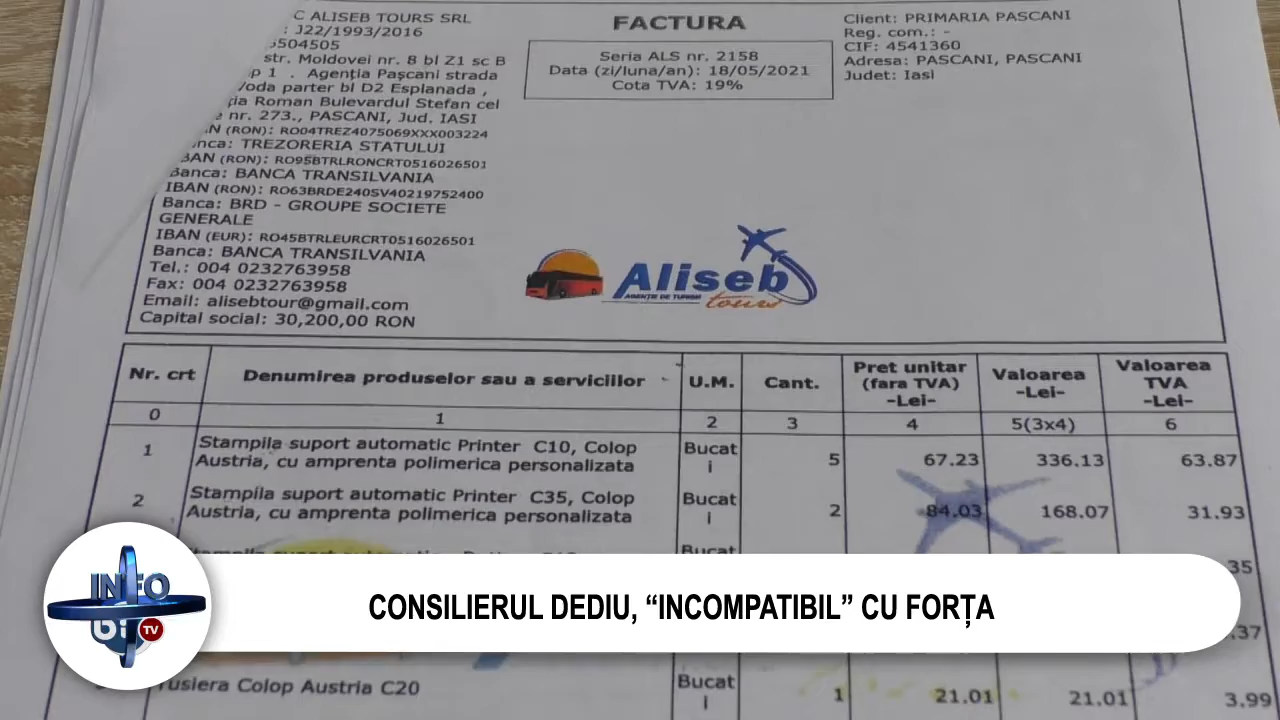 C ALISEB TOURS SRL
: J22/1993/2016
5504505
str. Moldovei nr. 8 bl Z1 sc B
p 1 . Agenția Pașcani strada
Voda parter bl D2 Esplanada ,
ția Roman Bulevardul Stefan cel
e nr. 273., PASCANI, Jud. IASI
N (RON): RO04TREZ4075069XXX003224
nca: TREZORERIA STATULUI
BAN (RON): RO95BTRLRONCRT0516026501
Banca: BANCA TRANSILVANIA
IBAN (RON): RO63BRDE240SV40219752400
Banca: BRD - GROUPE SOCIETE
GENERALE
IBAN (EUR): RO45BTRLEURCRT0516026501
Banca: BANCA TRANSILVANIA
Tel.: 004 0232763958
Fax: 004 0232763958
Email: alisebtour@gmail.com
Capital social: 30,200,00 RON
FACTURA
Seria ALS nr. 2158
Data (zi/luna/an): 18/05/2021
Cota TVA: 19%
Client: PRIMARIA PASCANI
Reg. com.: -
CIF: 4541360
Adresa: PASCANI, PASCANI
Judet: Iasi
Aliseb
AGENȚIE DE TURISM tours
Nr. crt Denumirea produselor sau a serviciilor U.M. Cant. Pret unitar (fara TVA) -Lei- Valoarea -Lei- Valoarea TVA -Lei-
0 1 2 3 4 5(3x4) 6
1 Stampila suport automatic Printer C10, Colop Bucat 5 67.23 336.13 63.87
Austria, cu amprenta polimerica personalizata i
2 Stampila suport automatic Printer C35, Colop Bucat 2 84.03 168.07 31.93
Austria, cu amprenta polimerica personalizata i
Bucat
35
INFO
TV
CONSILIERUL DEDIU, “INCOMPATIBIL” CU FORȚA
.37
Tusiera Colop Austria C20 Bucat 1 21.01 21.01 3.99
i